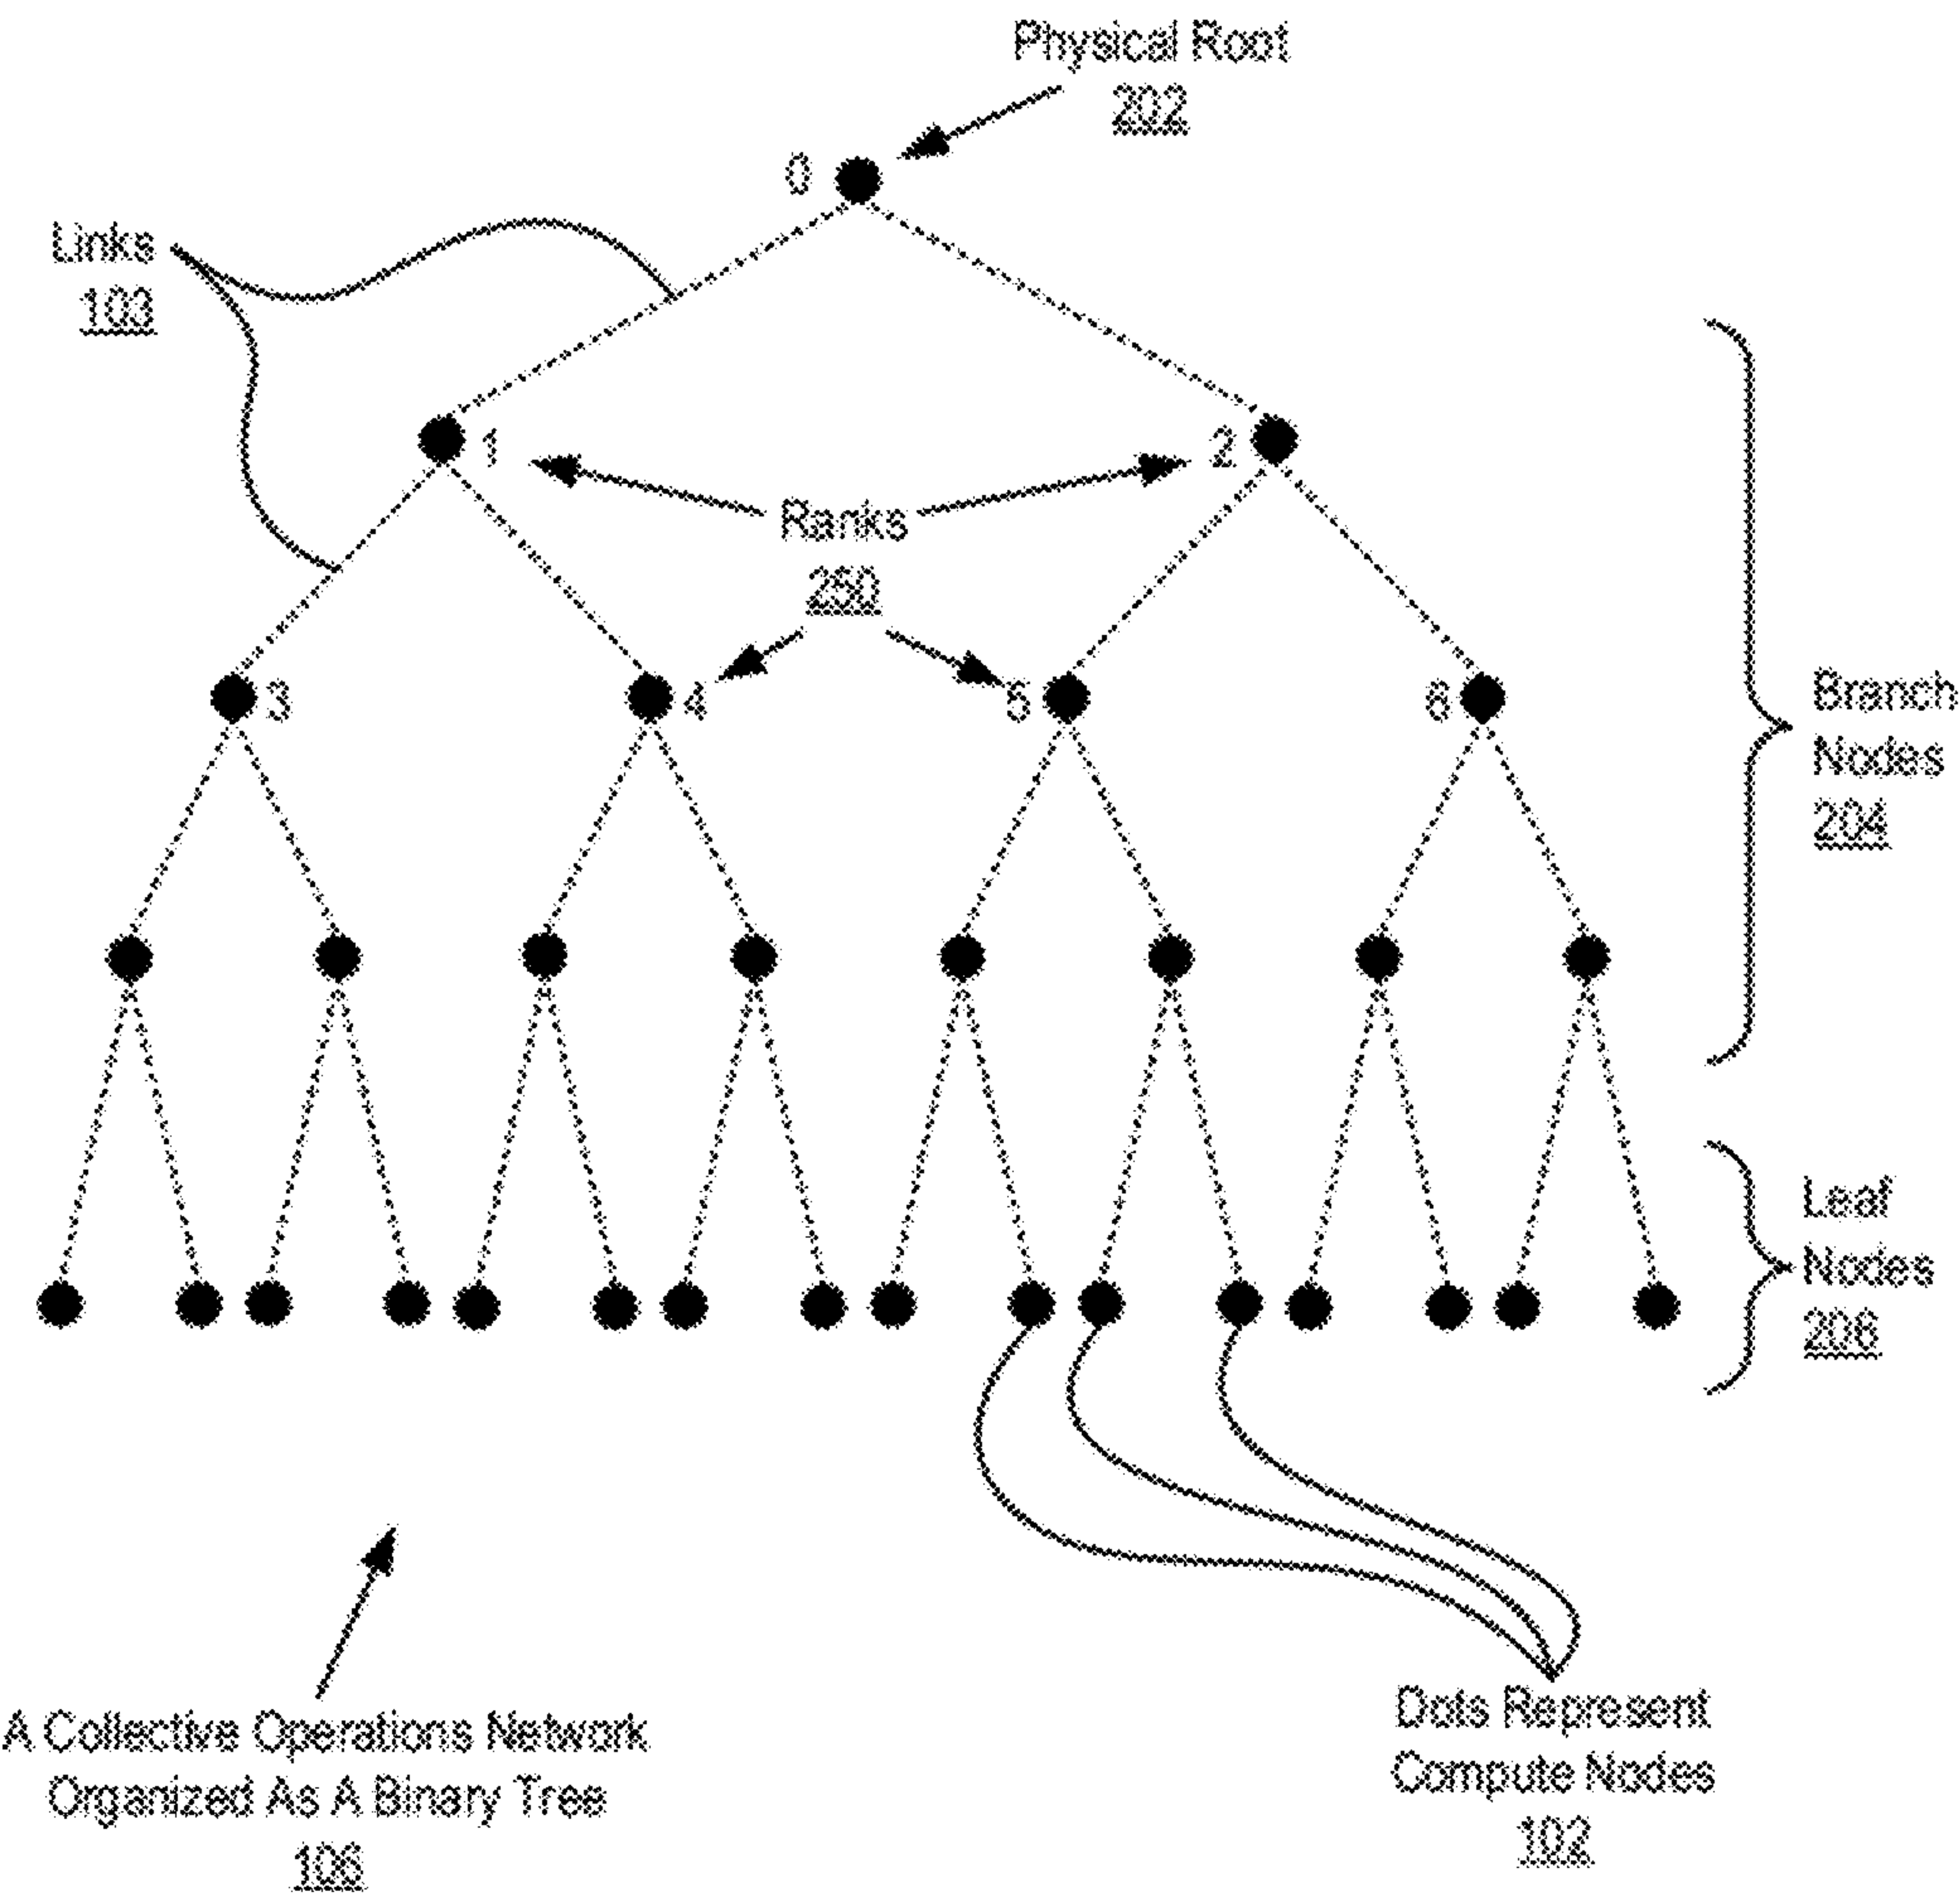 Physical Root
202
0
Links
103
1
2
Ranks
250
3
4
5
6
Branch
Nodes
204
Leaf
Nodes
206
A Collective Operations Network
Organized As A Binary Tree
106
Dots Represent
Compute Nodes
102